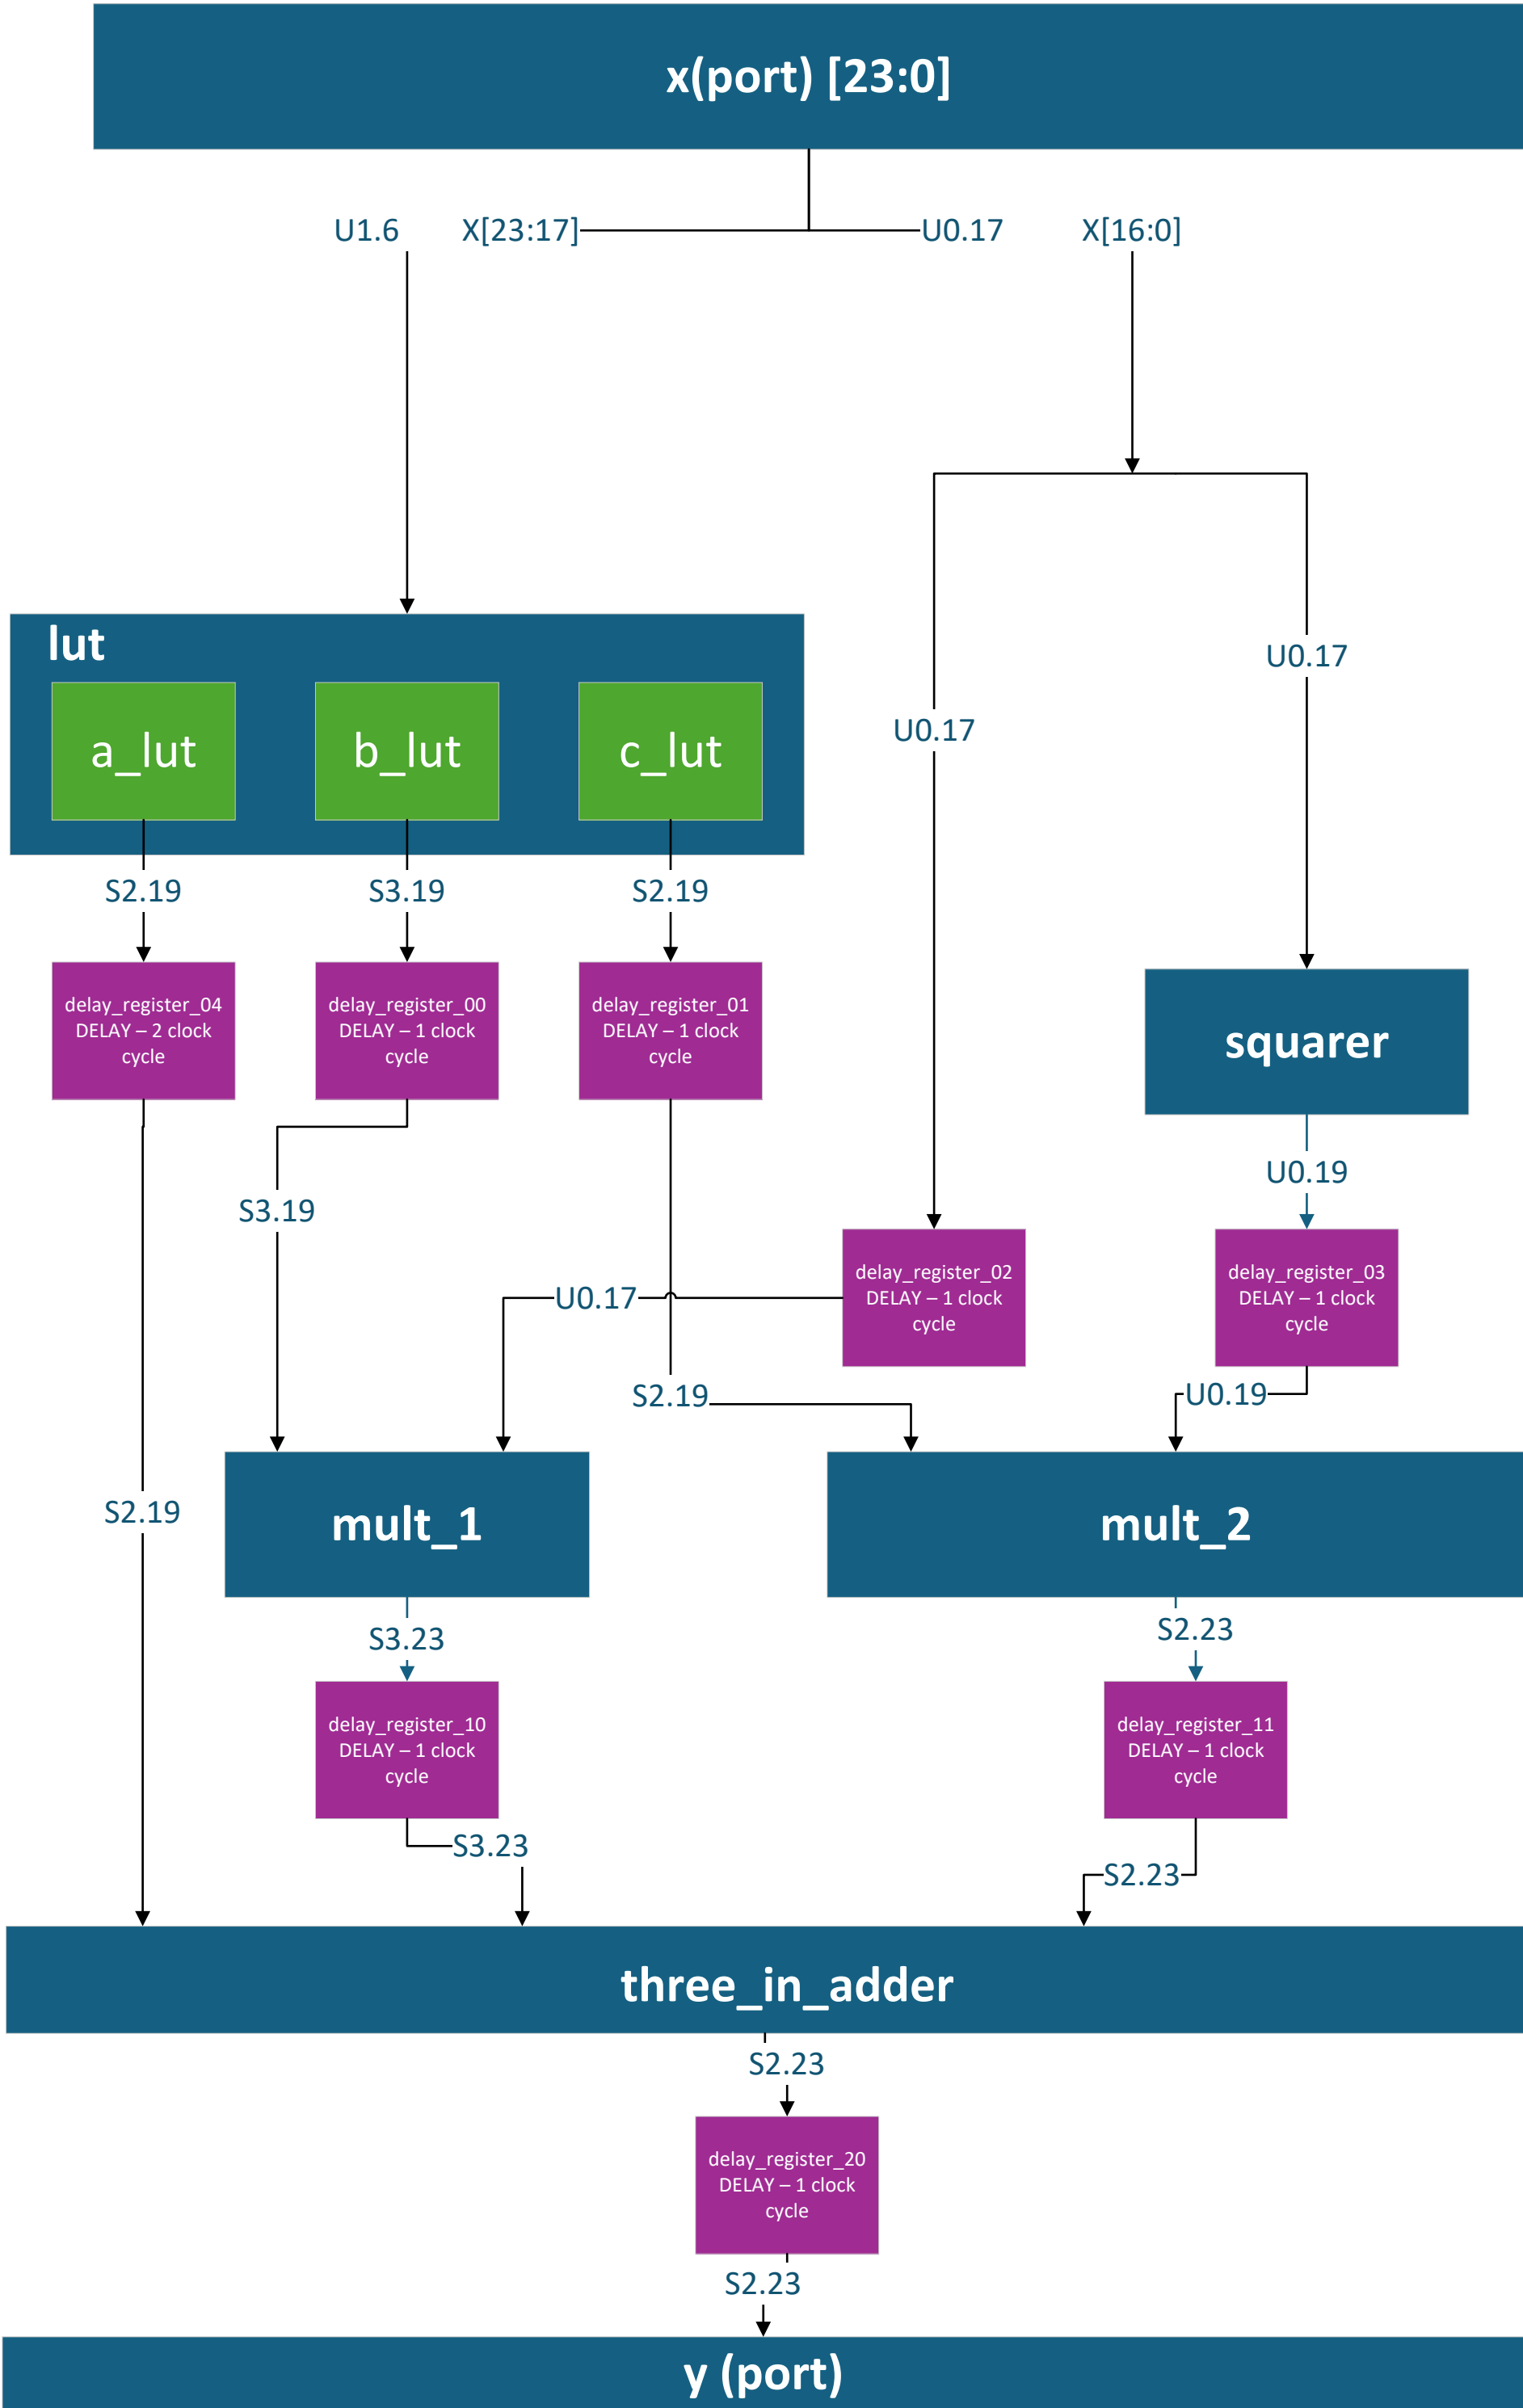 x(port) [23:0]
U1.6
X[23:17]
U0.17
X[16:0]
lut
U0.17
U0.17
a_lut
b_lut
c_lut
S2.19
S3.19
S2.19
delay_register_04
DELAY – 2 clock
cycle
delay_register_00
DELAY – 1 clock
cycle
delay_register_01
DELAY – 1 clock
cycle
squarer
U0.19
S3.19
delay_register_02
DELAY – 1 clock
cycle
delay_register_03
DELAY – 1 clock
cycle
U0.17
S2.19
U0.19
S2.19
mult_1
mult_2
S3.23
S2.23
delay_register_10
DELAY – 1 clock
cycle
delay_register_11
DELAY – 1 clock
cycle
S3.23
S2.23
three_in_adder
S2.23
delay_register_20
DELAY – 1 clock
cycle
S2.23
y (port)